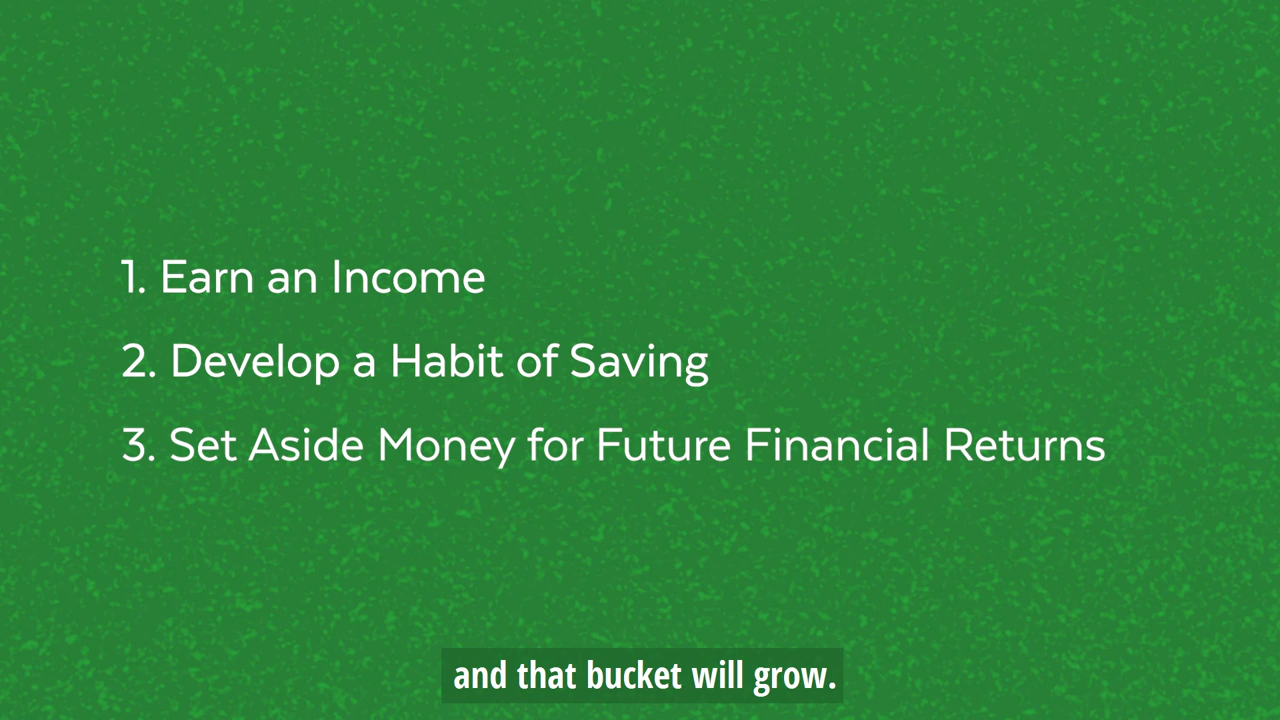 1. Earn an Income
2. Develop a Habit of Saving
3. Set Aside Money for Future Financial Returns
and that bucket will grow.